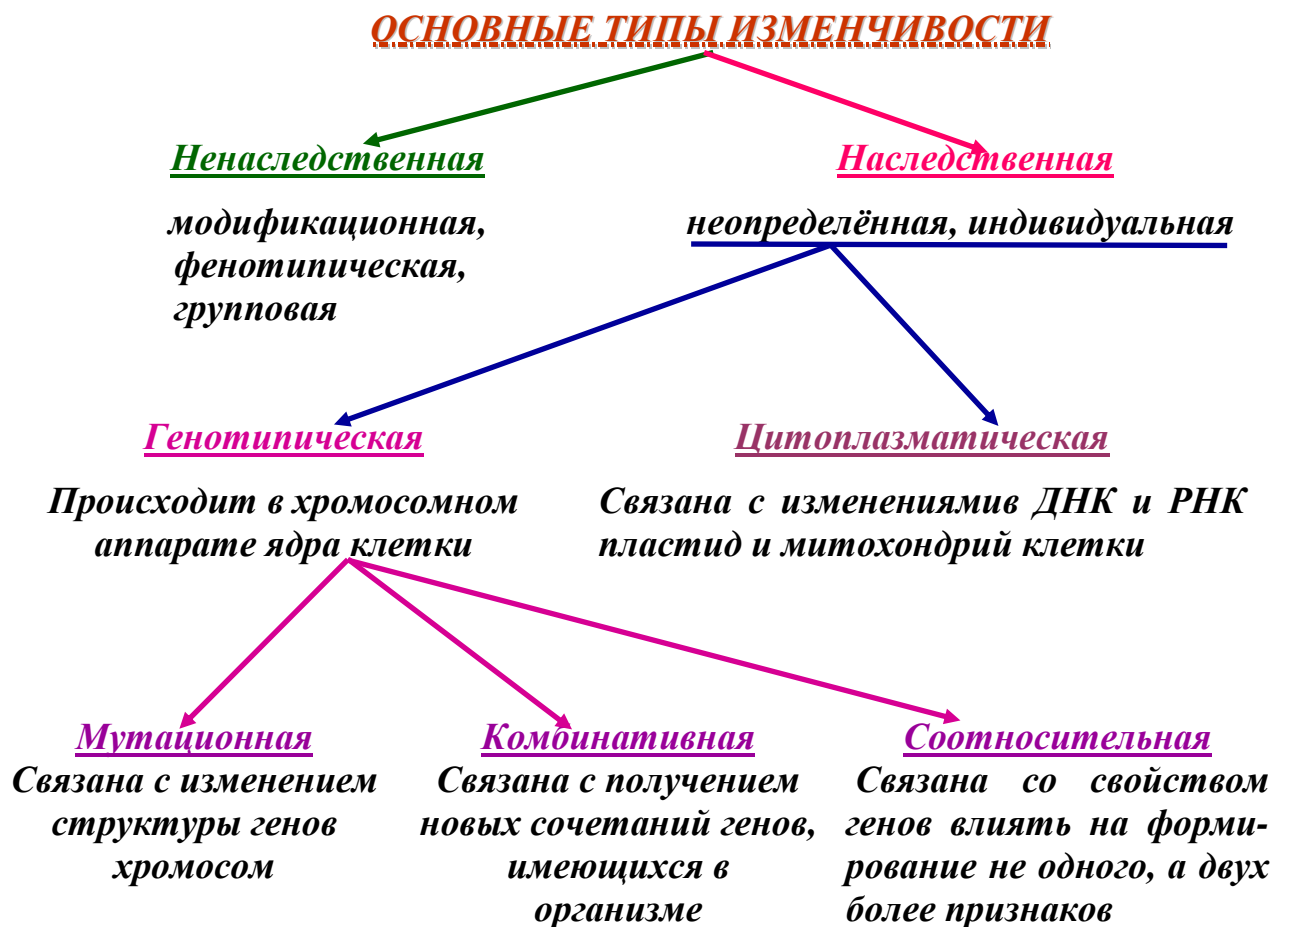 ОСНОВНЫЕ ТИПЫ ИЗМЕНЧИВОСТИ
Ненаследственная
Наследственная
модификационная,
фенотипическая,
групповая
неопределённая, индивидуальная
Генотипическая
Цитоплазматическая
Происходит в хромосомном
аппарате ядра клетки
Связана с изменениямив ДНК и РНК
пластид и митохондрий клетки
Мутационная
Связана с изменением
структуры генов
хромосом
Комбинативная
Связана с получением
новых сочетаний генов,
имеющихся в
организме
Соотносительная
Связана со свойством
генов влиять на форми-
рование не одного, а двух
более признаков